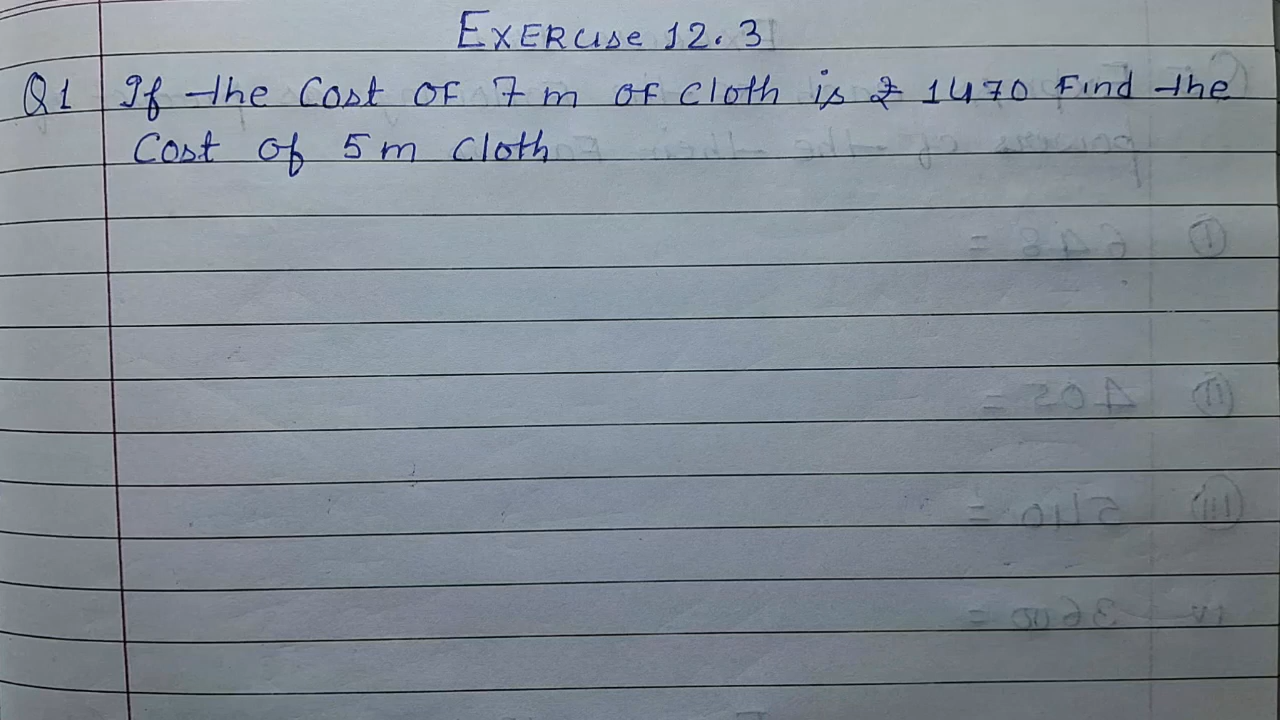 Exercise 12.3
Q1 If the Cost of 7 m of cloth is ₹ 1470 Find the
Cost of 5 m cloth